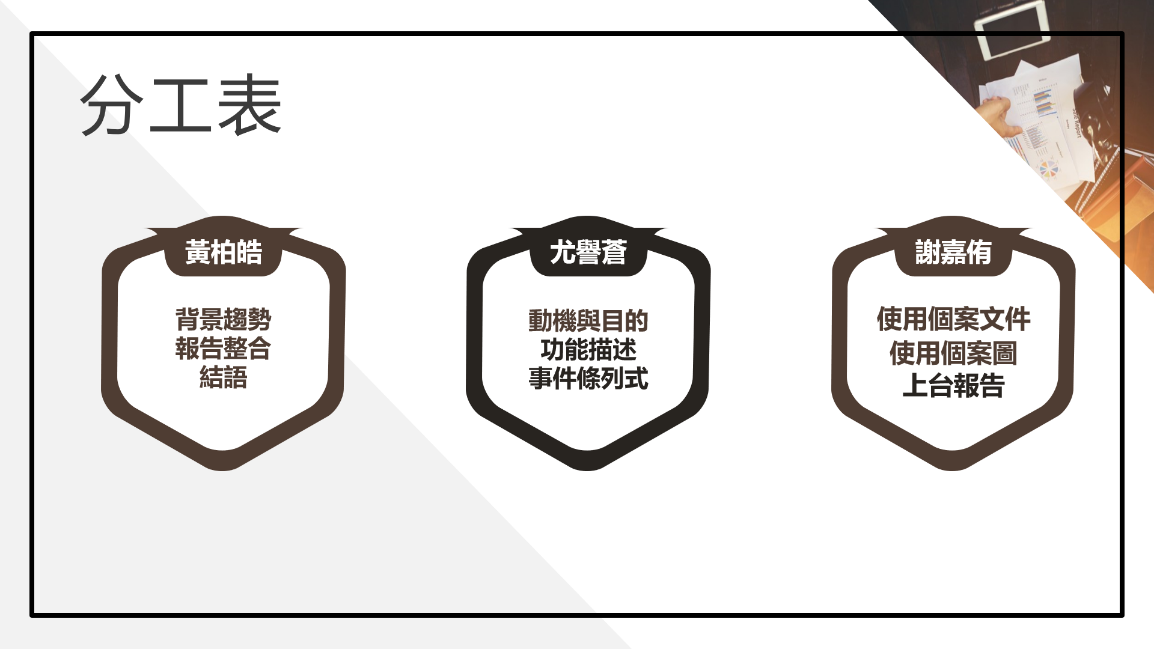 分工表
黃柏皓
背景趨勢
報告整合
結語
尤譽蒼
動機與目的
功能描述
事件條列式
謝嘉侑
使用個案文件
使用個案圖
上台報告